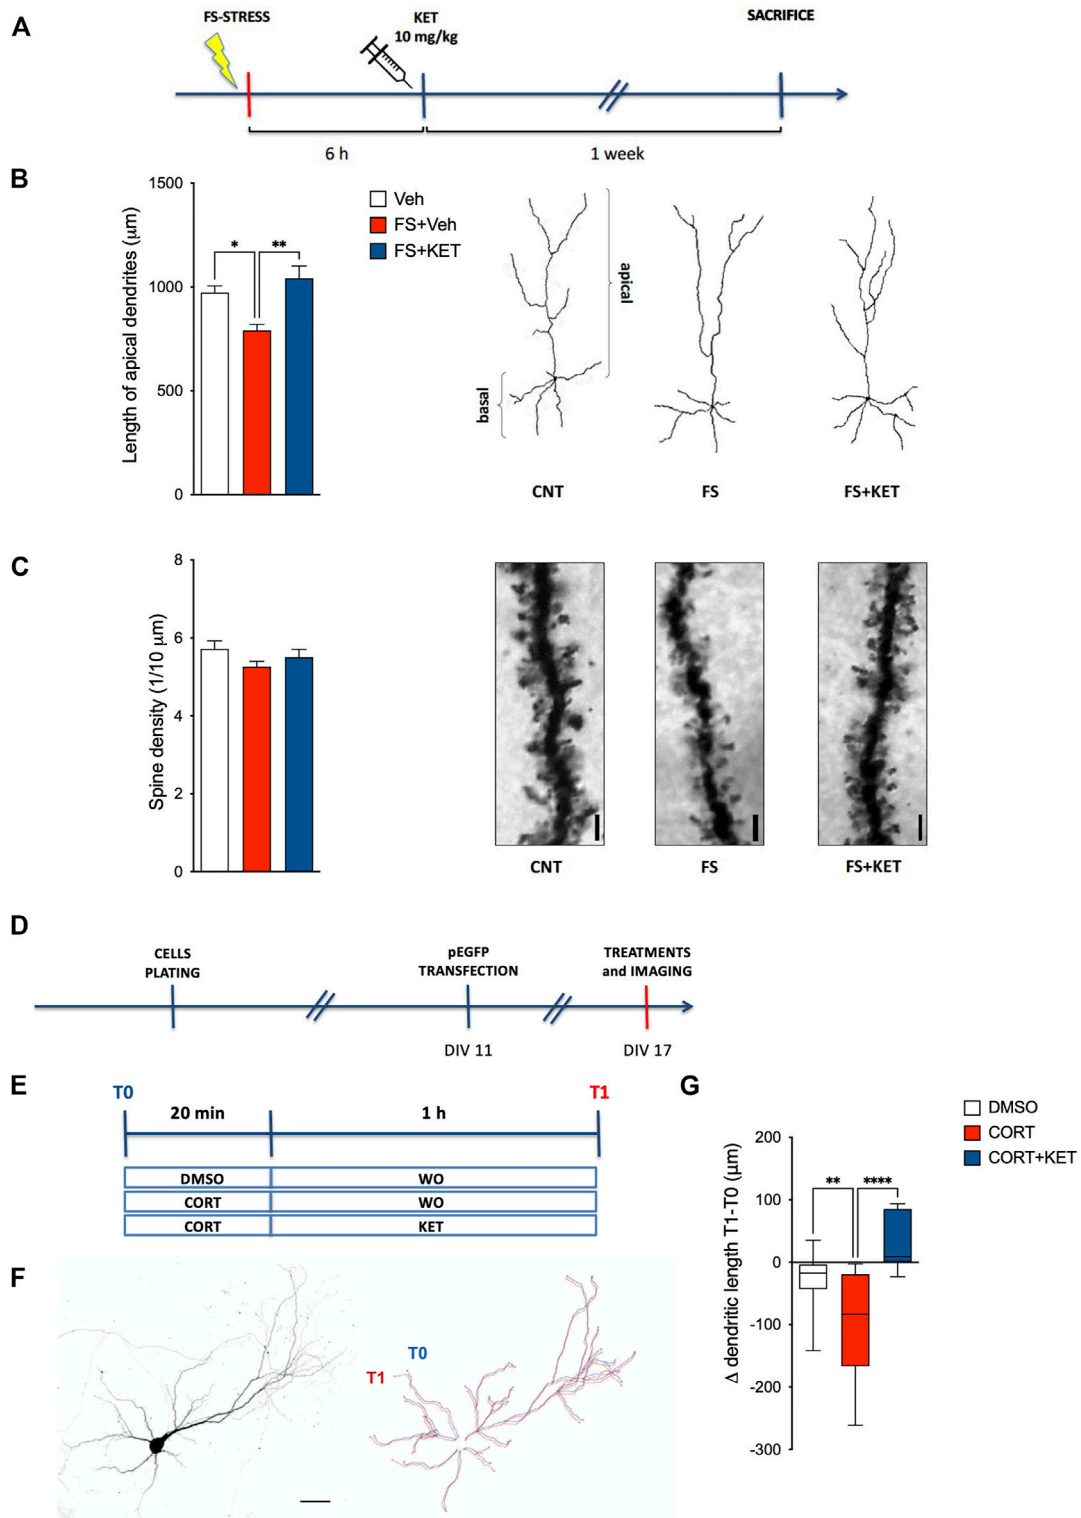 A
FS-STRESS
KET
10 mg/kg
SACRIFICE
6 h
1 week
B
1500
1000
500
0
Length of apical dendrites (μm)
*
**
Veh
FS+Veh
FS+KET
apical
basal
CNT
FS
FS+KET
C
8
6
4
2
0
Spine density (1/10 μm)
CNT
FS
FS+KET
D
CELLS
PLATING
pEGFP
TRANSFECTION
TREATMENTS
and IMAGING
DIV 11
DIV 17
E
T0
T1
20 min
1 h
DMSO
WO
CORT
WO
CORT
KET
F
T0
T1
G
DMSO
CORT
CORT+KET
200
100
0
-100
-200
-300
Δ dendritic length T1-T0 (μm)
**
****